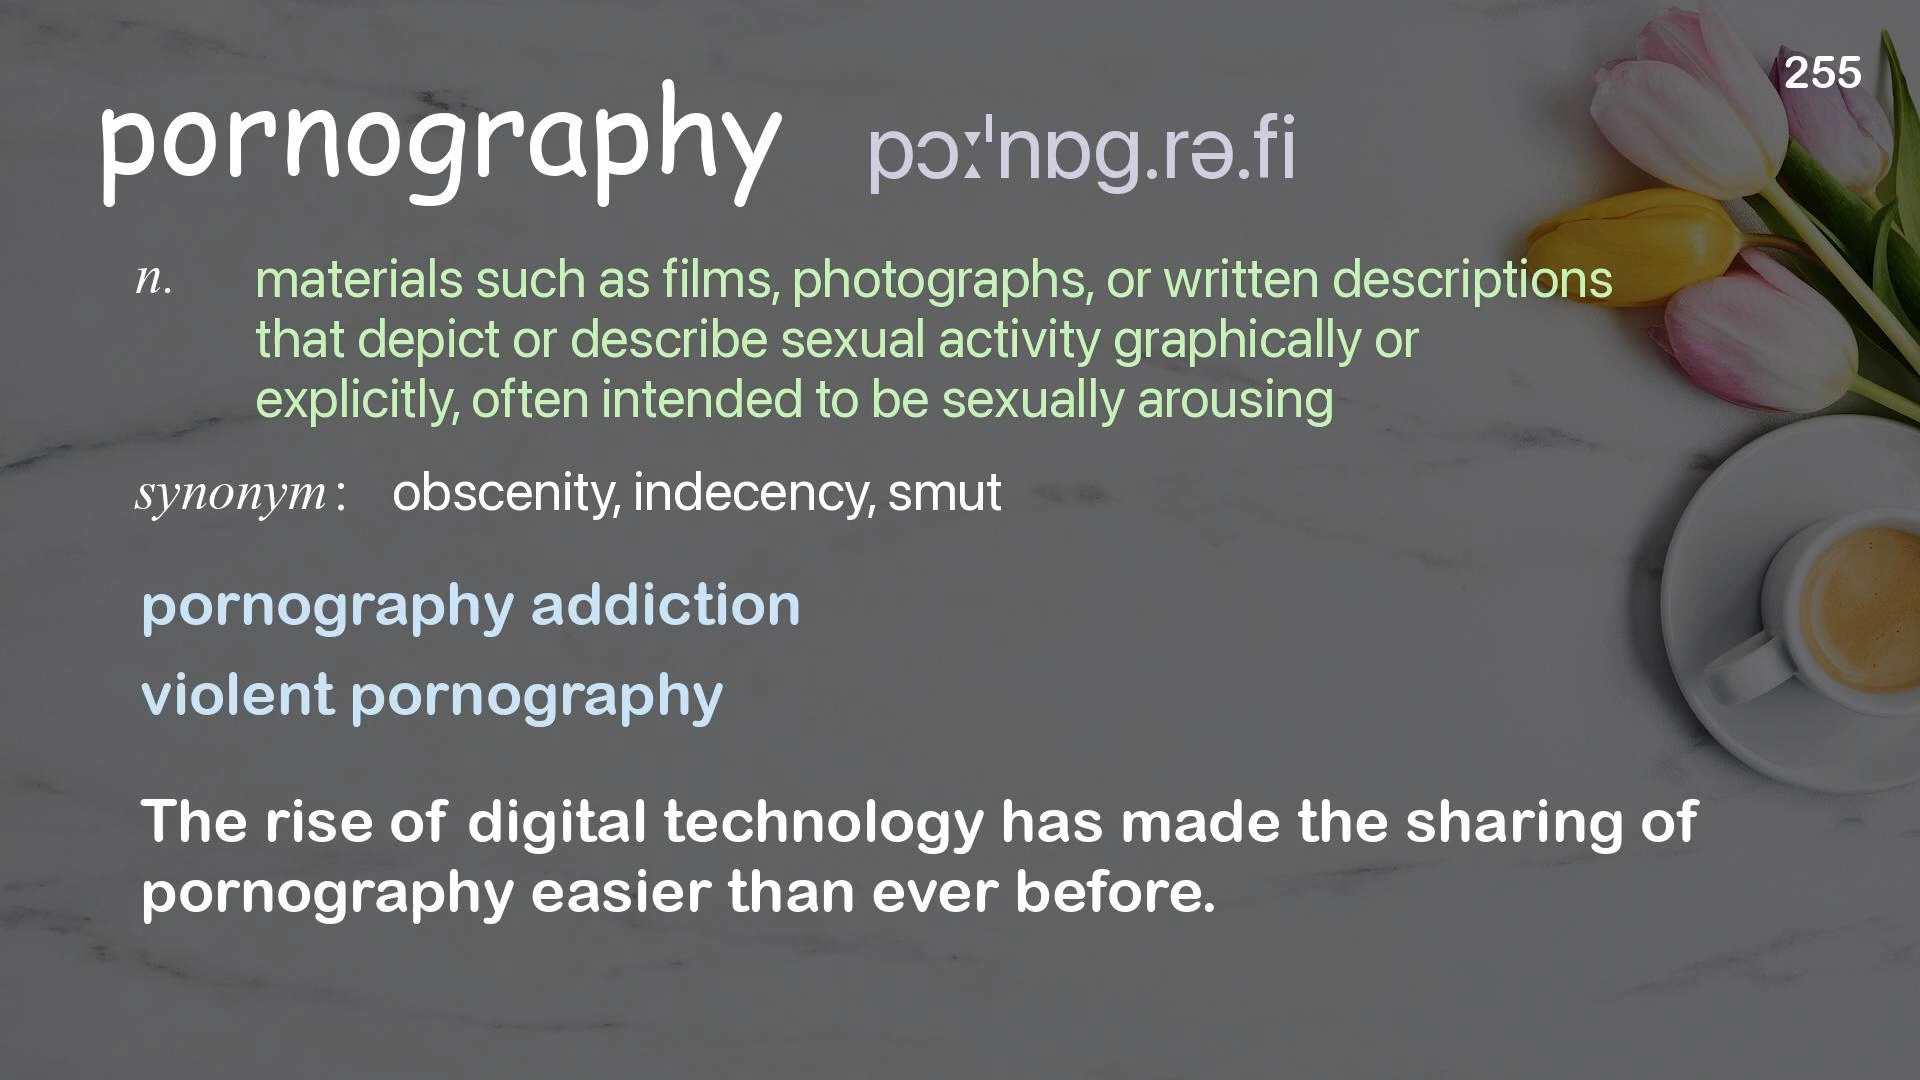 255
pornography pɔːˈnɒg.rə.fi
n. materials such as films, photographs, or written descriptions
that depict or describe sexual activity graphically or
explicitly, often intended to be sexually arousing
synonym: obscenity, indecency, smut
pornography addiction
violent pornography
The rise of digital technology has made the sharing of
pornography easier than ever before.